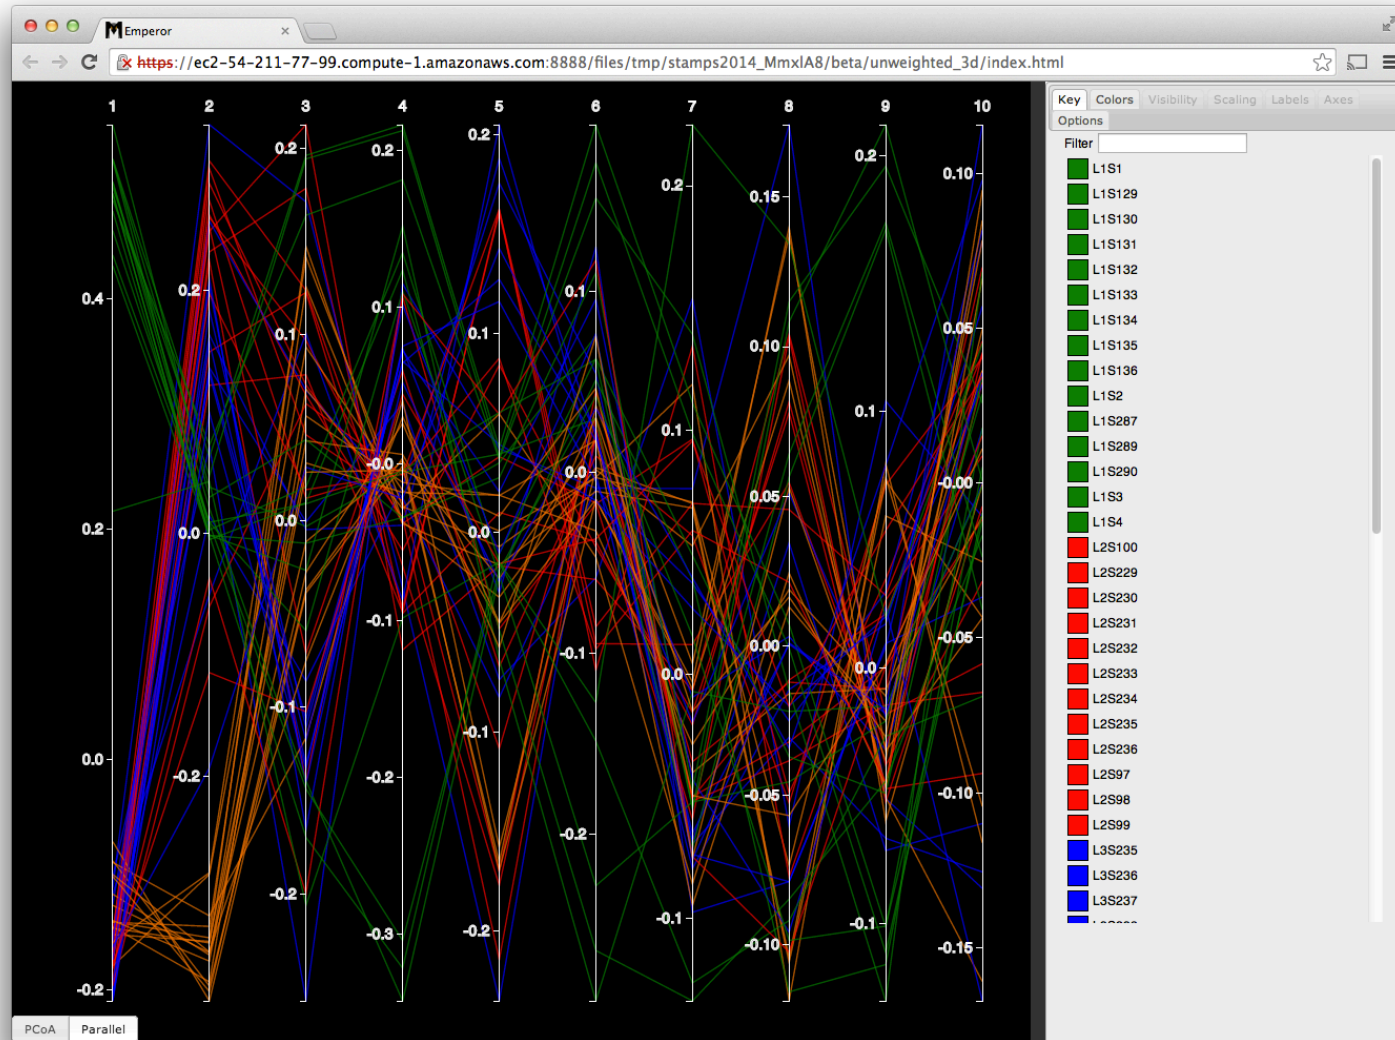 Emperor
https://ec2-54-211-77-99.compute-1.amazonaws.com:8888/files/tmp/stamps2014_MmxlA8/beta/unweighted_3d/index.html
1 2 3 4 5 6 7 8 9 10
0.4
0.2
0.0
-0.2
0.2
0.0
-0.2
0.2
0.1
0.0
-0.1
-0.2
0.2
0.1
-0.0
-0.1
-0.2
-0.3
0.2
0.1
0.0
-0.1
-0.2
0.1
0.0
-0.1
-0.2
0.2
0.1
0.0
-0.1
0.15
0.10
0.05
0.00
-0.05
-0.10
0.2
0.1
0.0
-0.1
0.10
0.05
-0.00
-0.05
-0.10
-0.15
PCoA Parallel
Key Colors Visibility Scaling Labels Axes
Options
Filter
L1S1
L1S129
L1S130
L1S131
L1S132
L1S133
L1S134
L1S135
L1S136
L1S2
L1S287
L1S289
L1S290
L1S3
L1S4
L2S100
L2S229
L2S230
L2S231
L2S232
L2S233
L2S234
L2S235
L2S236
L2S97
L2S98
L2S99
L3S235
L3S236
L3S237